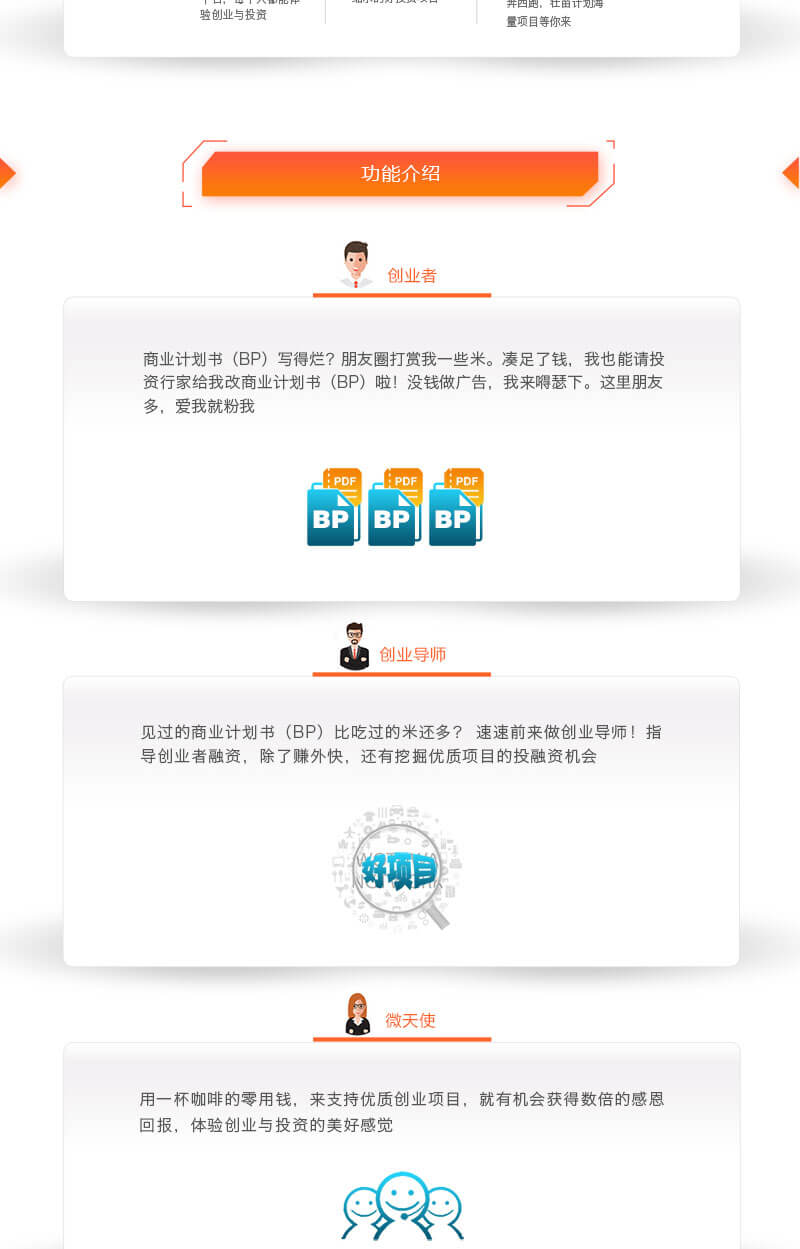 验创业与投资
奔四跑，社苗计划海
量项目等你来
功能介绍
创业者
商业计划书（BP）写得烂？朋友圈打赏我一些米。凑足了钱，我也能请投
资行家给我改商业计划书（BP）啦！没钱做广告，我来嘚瑟下。这里朋友
多，爱我就粉我
PDF PDF PDF
BP BP BP
创业导师
见过的商业计划书（BP）比吃过的米还多？ 速速前来做创业导师！指
导创业者融资，除了赚外快，还有挖掘优质项目的投融资机会
好项目
微天使
用一杯咖啡的零用钱，来支持优质创业项目，就有机会获得数倍的感恩
回报，体验创业与投资的美好感觉